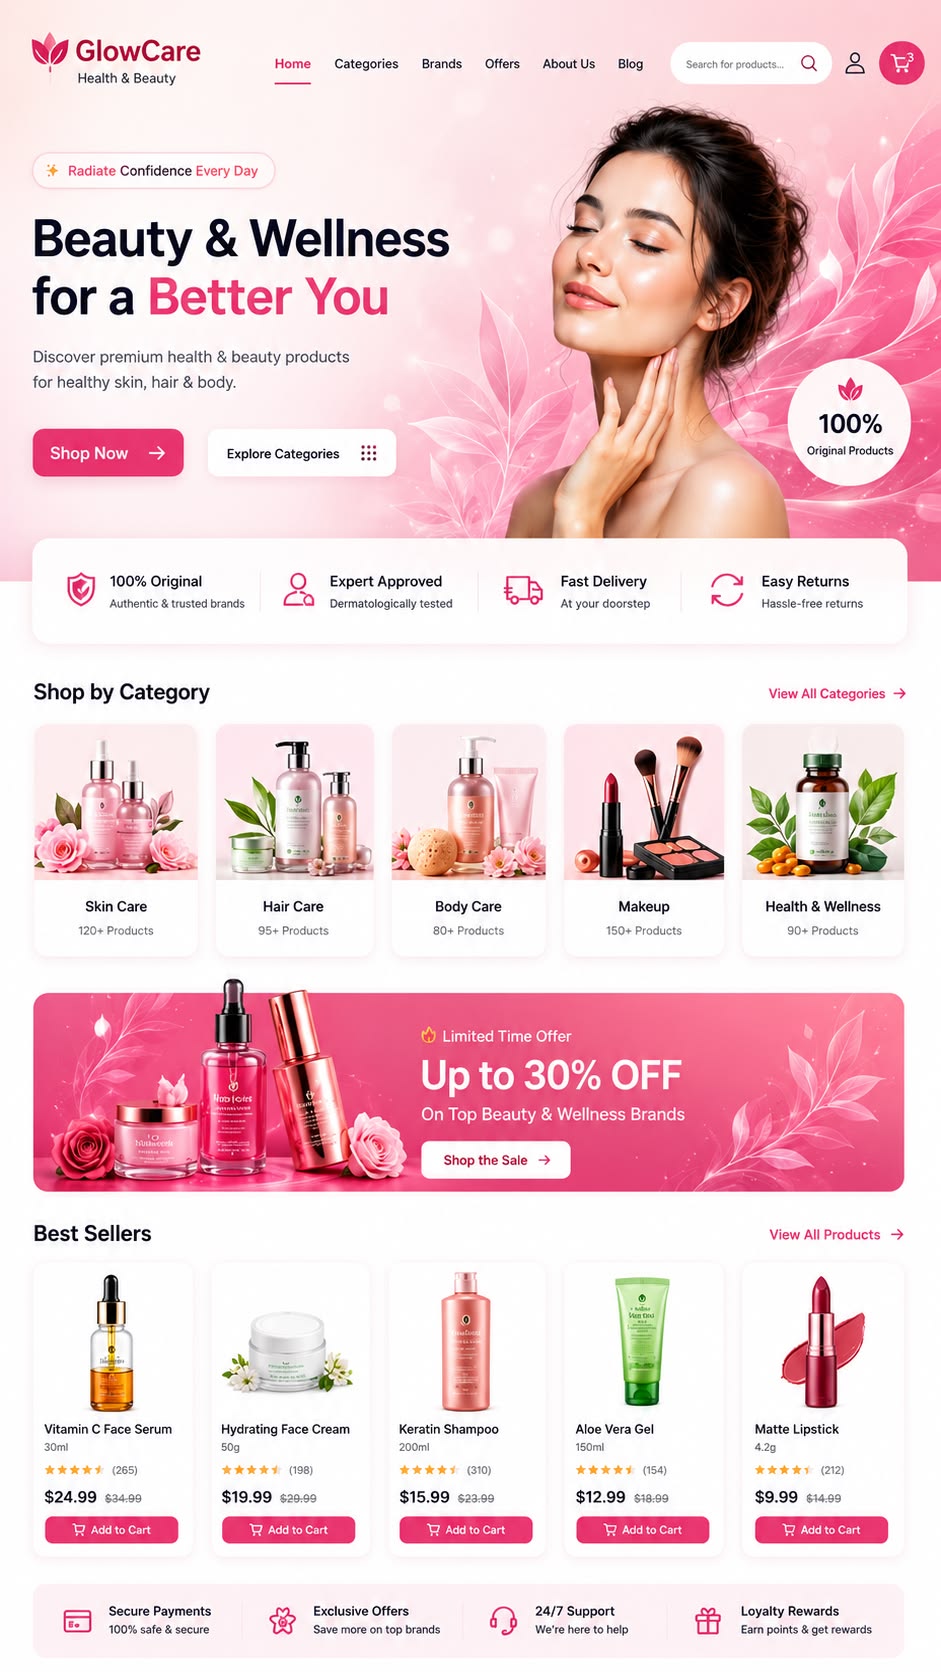 GlowCare
Health & Beauty
Home
Categories
Brands
Offers
About Us
Blog
Search for products...
3
Radiate Confidence Every Day
Beauty & Wellness
for a Better You
Discover premium health & beauty products
for healthy skin, hair & body.
Shop Now
Explore Categories
100%
Original Products
100% Original
Authentic & trusted brands
Expert Approved
Dermatologically tested
Fast Delivery
At your doorstep
Easy Returns
Hassle-free returns
Shop by Category
View All Categories
Skin Care
120+ Products
Hair Care
95+ Products
Body Care
80+ Products
Makeup
150+ Products
Health & Wellness
90+ Products
Limited Time Offer
Up to 30% OFF
On Top Beauty & Wellness Brands
Shop the Sale
Best Sellers
View All Products
Vitamin C Face Serum
30ml
(265)
$24.99 $34.99
Add to Cart
Hydrating Face Cream
50g
(198)
$19.99 $29.99
Add to Cart
Keratin Shampoo
200ml
(310)
$15.99 $23.99
Add to Cart
Aloe Vera Gel
150ml
(154)
$12.99 $18.99
Add to Cart
Matte Lipstick
4.2g
(212)
$9.99 $14.99
Add to Cart
Secure Payments
100% safe & secure
Exclusive Offers
Save more on top brands
24/7 Support
We're here to help
Loyalty Rewards
Earn points & get rewards